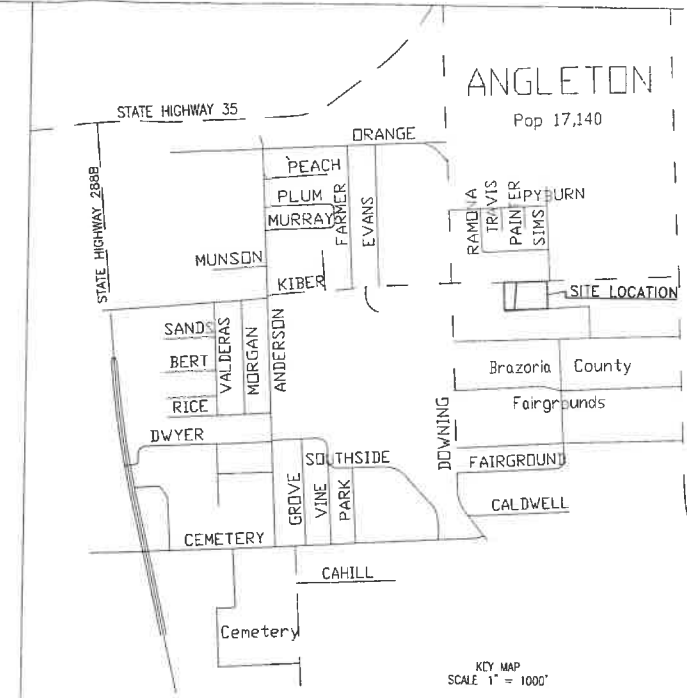 ANGLETON
Pop 17,140
STATE HIGHWAY 35
ORANGE
STATE HIGHWAY 288B
PEACH
PLUM
MURRAY
FARMER
EVANS
RAMONA
TRAVIS
PAINTER
SIMS
PYBURN
MUNSON
KIBER
SITE LOCATION
SANDS
BERT
RICE
VALDERAS
MORGAN
ANDERSON
Brazoria County
Fairgrounds
DWYER
DOWNING
SOUTHSIDE
FAIRGROUND
GROVE
VINE
PARK
CALDWELL
CEMETERY
CAHILL
Cemetery
KEY MAP
SCALE 1" = 1000'